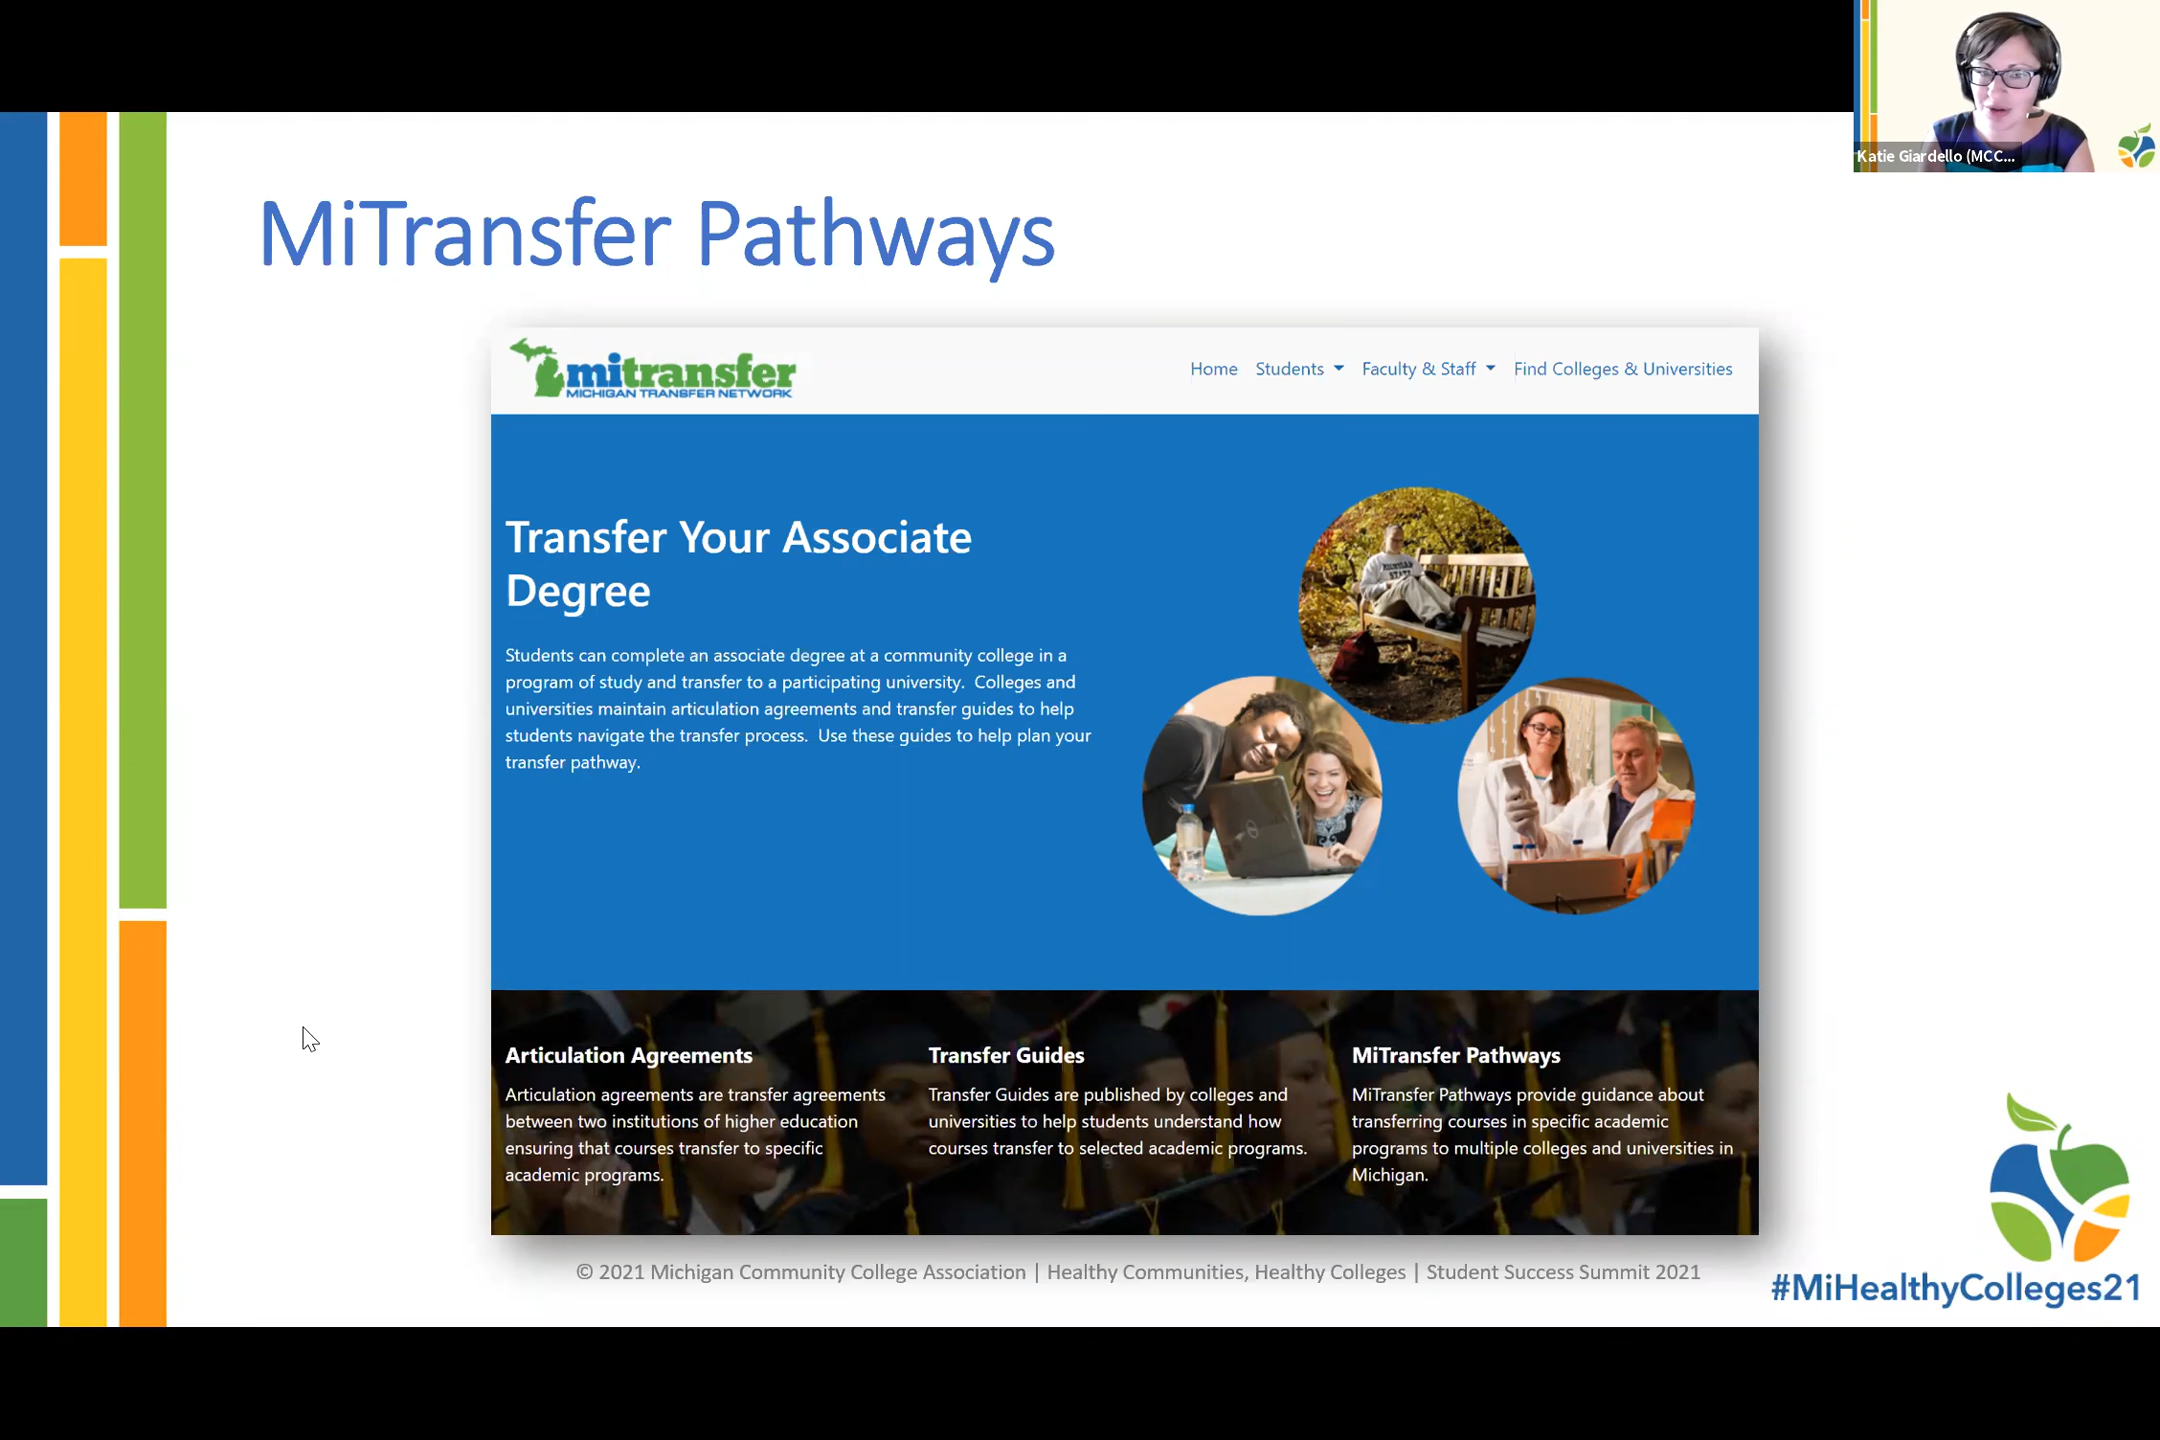 Katie Giardello (MCC...
MiTransfer Pathways
mitransfer
MICHIGAN TRANSFER NETWORK
Home Students Faculty & Staff Find Colleges & Universities
Transfer Your Associate
Degree
Students can complete an associate degree at a community college in a
program of study and transfer to a participating university. Colleges and
universities maintain articulation agreements and transfer guides to help
students navigate the transfer process. Use these guides to help plan your
transfer pathway.
MICHIGAN
STATE
Articulation Agreements
Articulation agreements are transfer agreements
between two institutions of higher education
ensuring that courses transfer to specific
academic programs.
Transfer Guides
Transfer Guides are published by colleges and
universities to help students understand how
courses transfer to selected academic programs.
MiTransfer Pathways
MiTransfer Pathways provide guidance about
transferring courses in specific academic
programs to multiple colleges and universities in
Michigan.
© 2021 Michigan Community College Association | Healthy Communities, Healthy Colleges | Student Success Summit 2021
#MiHealthyColleges21